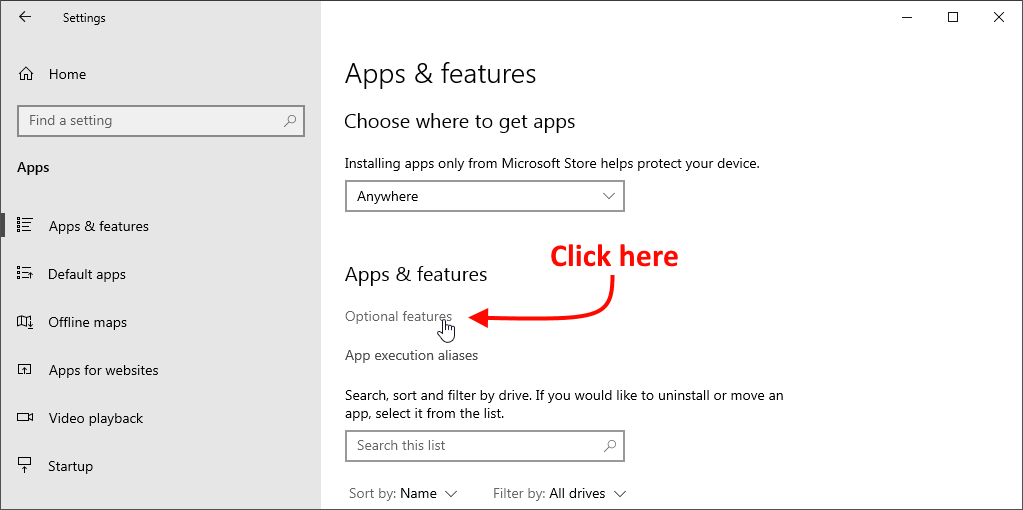 Settings
Home
Find a setting
Apps
Apps & features
Default apps
Offline maps
Apps for websites
Video playback
Startup
Apps & features
Choose where to get apps
Installing apps only from Microsoft Store helps protect your device.
Anywhere
Click here
Apps & features
Optional features
App execution aliases
Search, sort and filter by drive. If you would like to uninstall or move an
app, select it from the list.
Search this list
Sort by: Name Filter by: All drives